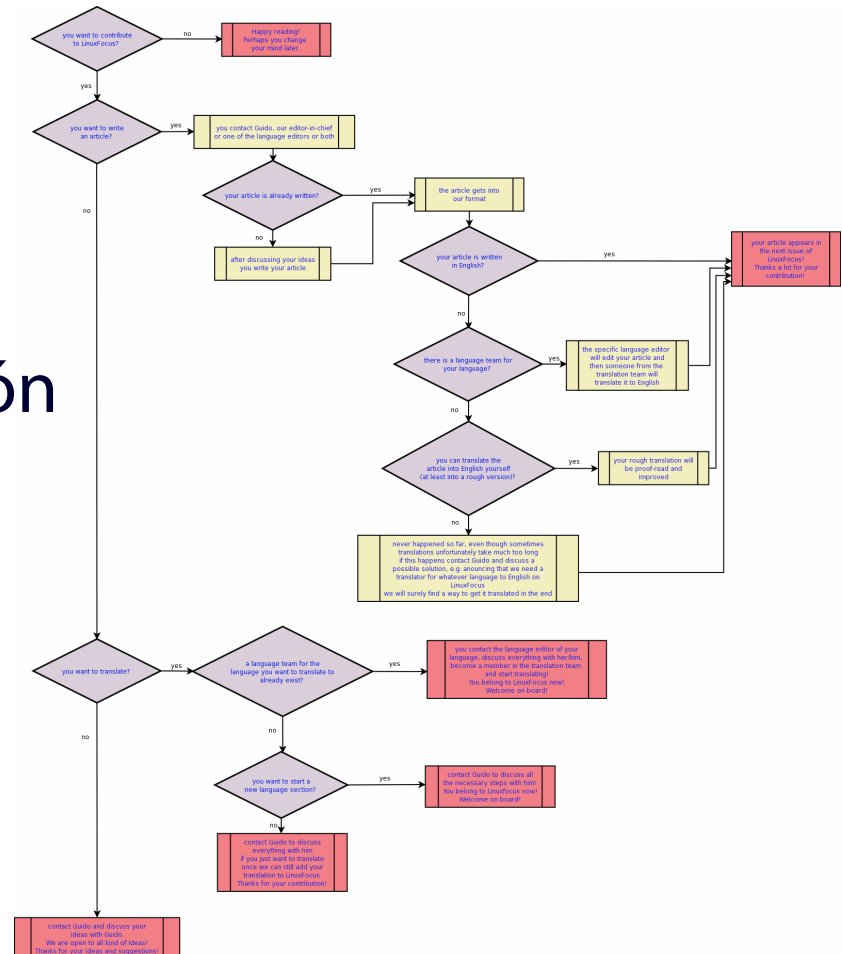 you want to contribute
to LinuxFocus?
no
Happy reading!
Perhaps you change
your mind later.
yes
you want to write
an article?
yes
you contact Guido, our editor-in-chief
or one of the language editors or both
your article is already written?
yes
the article gets into
our format
no
no
after discussing your ideas
you write your article
your article is written
in English?
yes
your article appears in
the next issue of
LinuxFocus!
Thanks a lot for your
contribution!
no
there is a language team for
your language?
yes
the specific language editor
will edit your article and
then someone from the
translation team will
translate it to English
ón
no
you can translate the
article into English yourself
(at least into a rough version)?
yes
your rough translation will
be proof-read and
improved
no
never happened so far, even though sometimes
translations unfortunately take much too long
if this happens contact Guido and discuss a
possible solution, e.g. anouncing that we need a
translator for whatever language to English on
LinuxFocus
we will surely find a way to get it translated in the end
you want to translate?
yes
a language team for the
language you want to translate to
already exist?
yes
you contact the language editor of your
language, discuss everything with her/him,
become a member in the translation team
and start translating!
You belong to LinuxFocus now!
Welcome on board!
no
no
you want to start a
new language section?
yes
contact Guido to discuss all
the necessary steps with him!
You belong to Linuxfocus now!
Welcome on board!
no
contact Guido to discuss
everything with him
if you just want to translate
once we can still add your
translation to LinuxFocus.
Thanks for your contribution!
contact Guido and discuss your
ideas with Guido.
We are open to all kind of ideas!
Thanks for your ideas and suggestions!